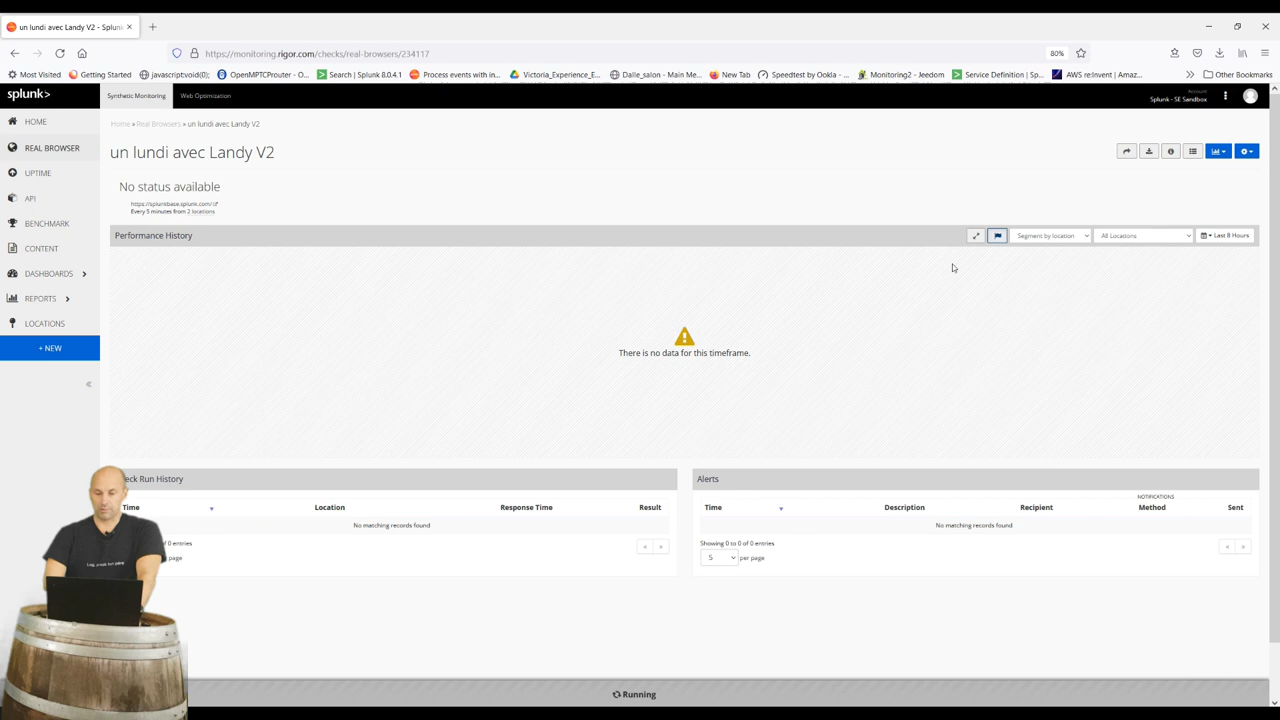 un lundi avec Landy V2 - Splunk
https://monitoring.rigor.com/checks/real-browsers/234117
80%
Most Visited
Getting Started
javascript:void(0);
OpenMPTCProuter - O...
Search | Splunk 8.0.4.1
Process events with in...
Victoria_Experience_E...
Dalle_salon - Main Me...
New Tab
Speedtest by Ookla - ...
Monitoring2 - Jeedom
Service Definition | Sp...
AWS re:Invent | Amaz...
Other Bookmarks
splunk>
Synthetic Monitoring
Web Optimization
Account
Splunk - SE Sandbox
HOME
REAL BROWSER
UPTIME
API
BENCHMARK
CONTENT
DASHBOARDS
REPORTS
LOCATIONS
+ NEW
Home » Real Browsers » un lundi avec Landy V2
un lundi avec Landy V2
No status available
https://splunkbase.splunk.com/
Every 5 minutes from 2 locations
Performance History
Segment by location
All Locations
Last 8 Hours
There is no data for this timeframe.
eck Run History
Time
Location
Response Time
Result
No matching records found
of 0 entries
page
Alerts
NOTIFICATIONS
Time
Description
Recipient
Method
Sent
No matching records found
Showing 0 to 0 of 0 entries
5
per page
Running